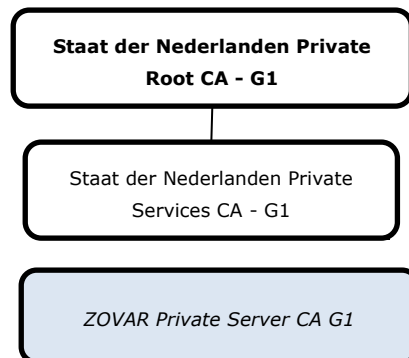 Staat der Nederlanden Private
Root CA - G1
Staat der Nederlanden Private
Services CA - G1
ZOVAR Private Server CA G1